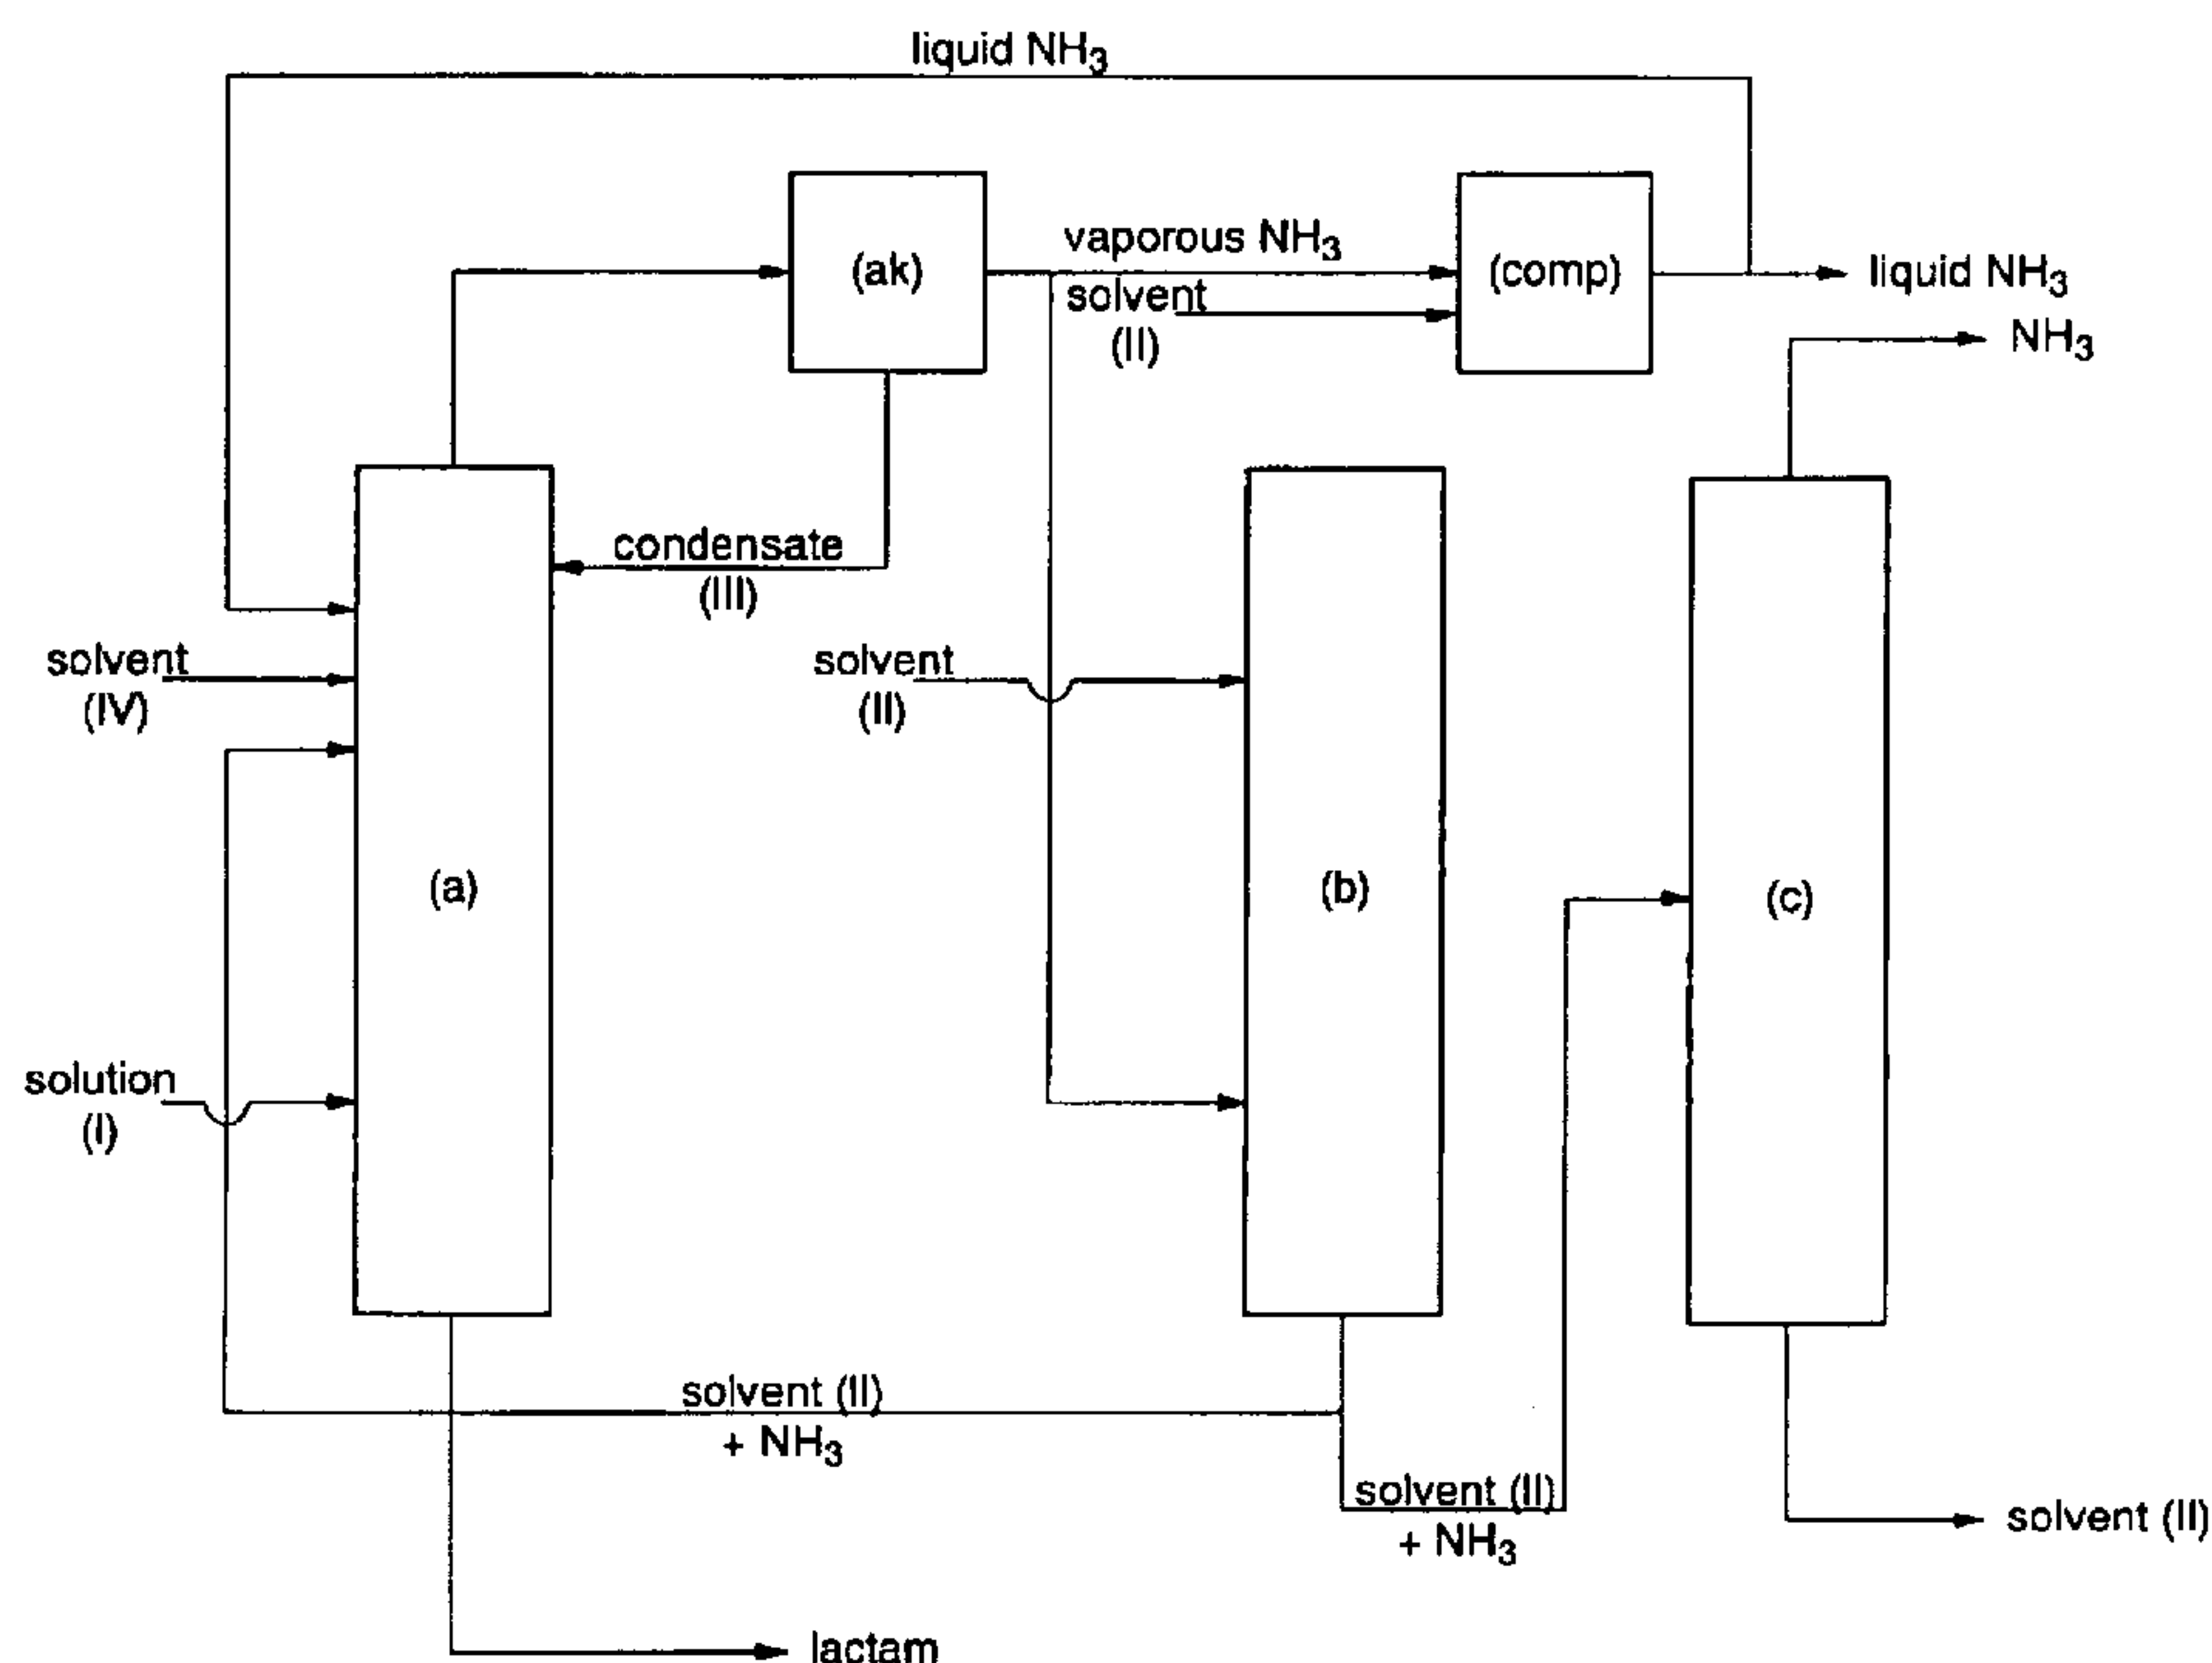 liquid NH₃
(ak)
vaporous NH₃
solvent
(II)
(comp)
liquid NH₃
NH₃
condensate
(III)
solvent
(IV)
solvent
(II)
(a)
(b)
(c)
solution
(I)
solvent (II)
+ NH₃
solvent (II)
+ NH₃
solvent (II)
lactam